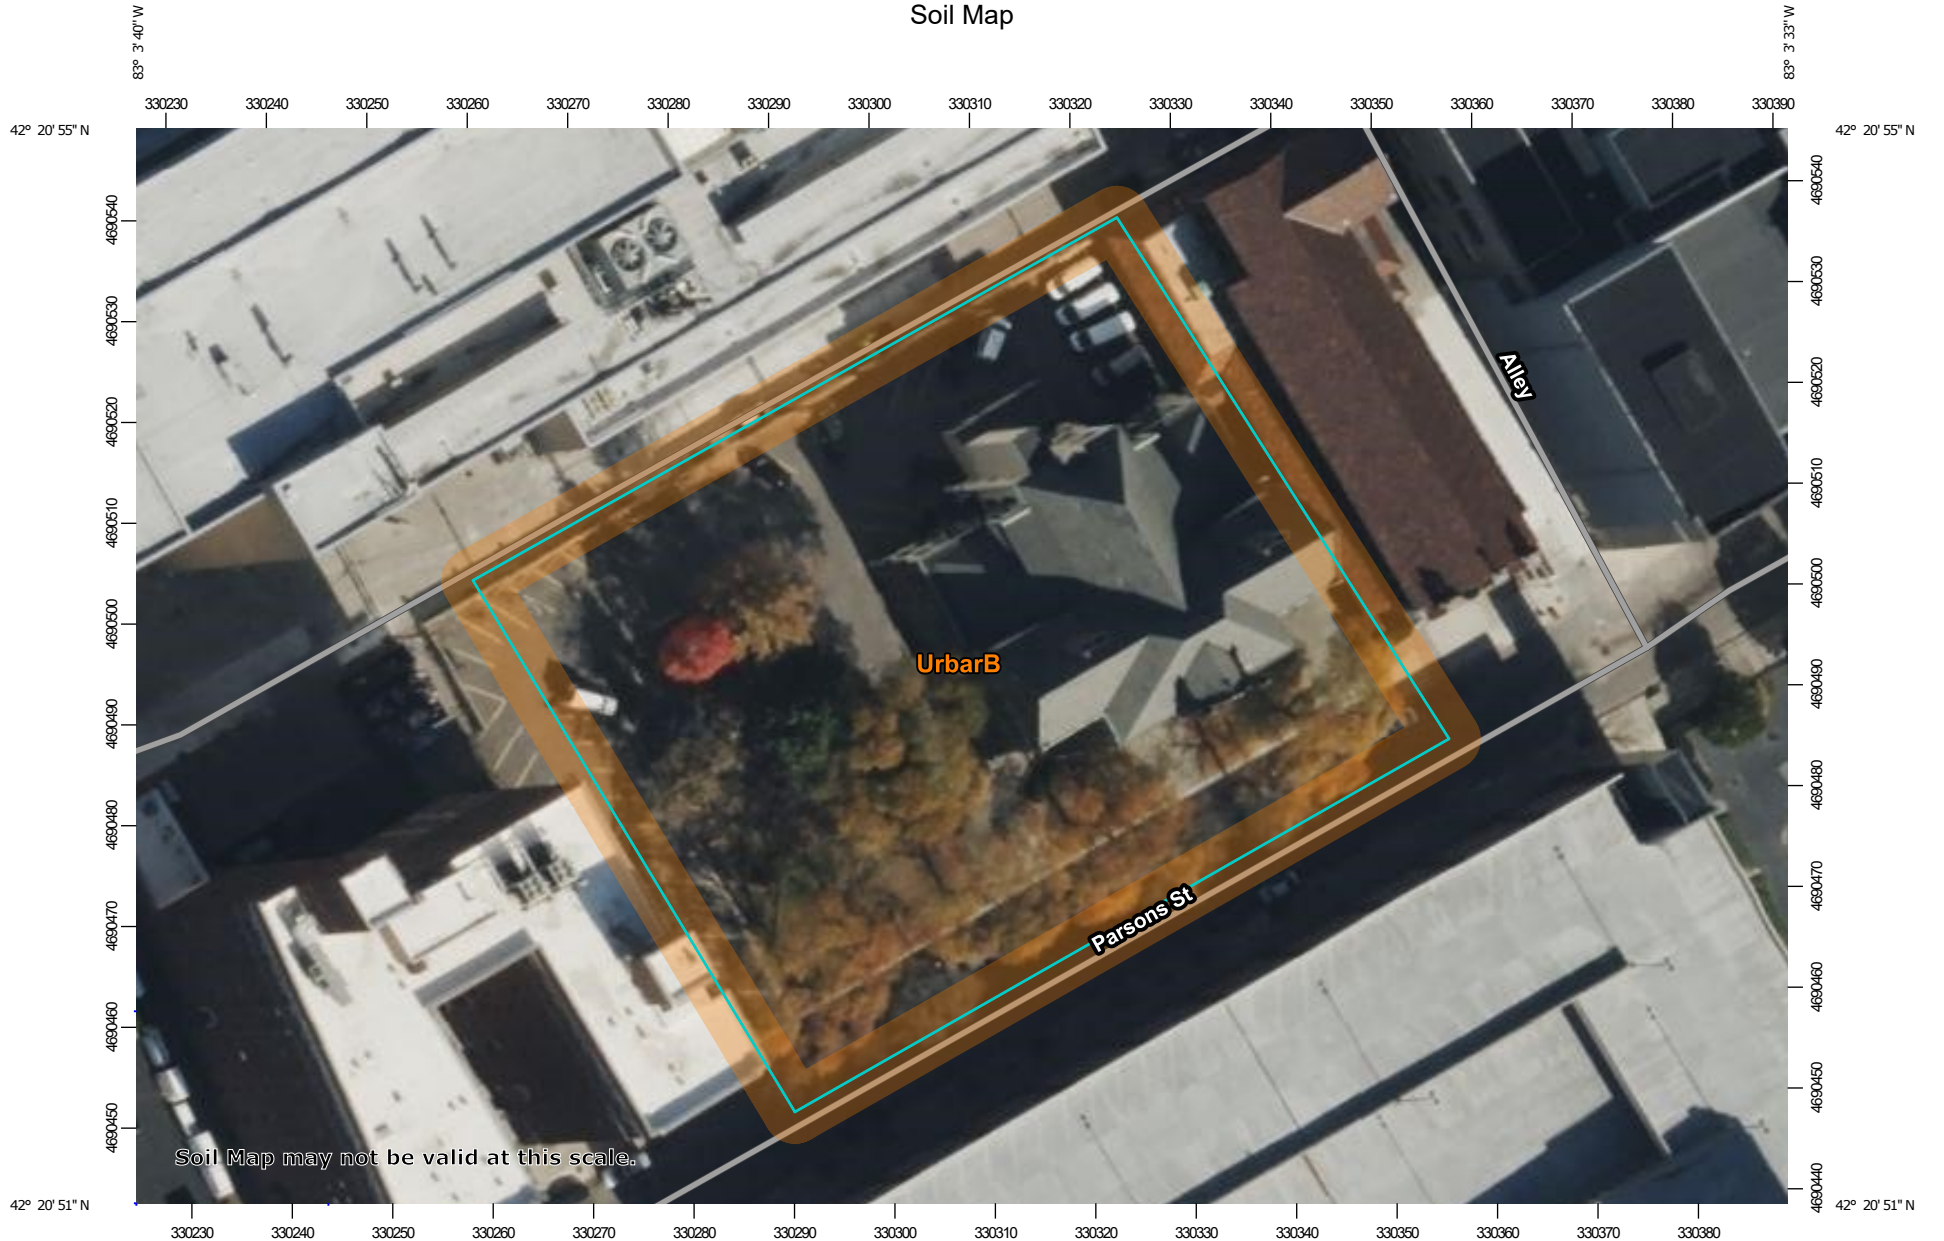 Soil Map
83° 3' 40'' W
83° 3' 33'' W
330230 330240 330250 330260 330270 330280 330290 330300 330310 330320 330330 330340 330350 330360 330370 330380 330390
42° 20' 55'' N
42° 20' 55'' N
4690540
4690530
4690520
4690510
4690500
4690490
4690480
4690470
4690460
4690450
4690540
4690530
4690520
4690510
4690500
4690490
4690480
4690470
4690460
4690450
4690440
Alley
UrbarB
Parsons St
Soil Map may not be valid at this scale.
42° 20' 51'' N
42° 20' 51'' N
330230 330240 330250 330260 330270 330280 330290 330300 330310 330320 330330 330340 330350 330360 330370 330380